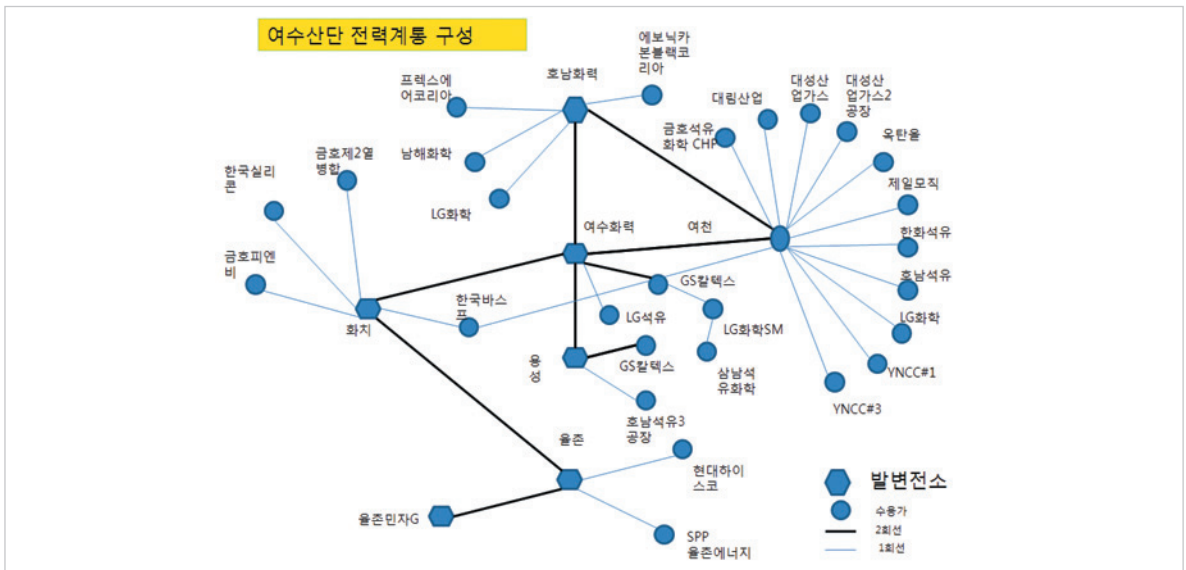 여수산단 전력계통 구성
에보닉카
본블랙코
리아
호남화력
프렉스에
어코리아
대성산
업가스
대성산
업가스2
공장
대림산업
금호석유
화학 CHP
옥탄올
남해화학
금호제2열
병합
한국실리
콘
제일모직
LG화학
여수화력
여천
한화석유
금호피엔
비
GS칼텍스
호남석유
한국바스
프
화치
LG석유
LG화학SM
LG화학
용
성
GS칼텍스
삼남석
유화학
YNCC#1
YNCC#3
호남석유3
공장
율존
현대하이
스코
발변전소
율존민자G
수용가
SPP
율존에너지
2회선
1회선